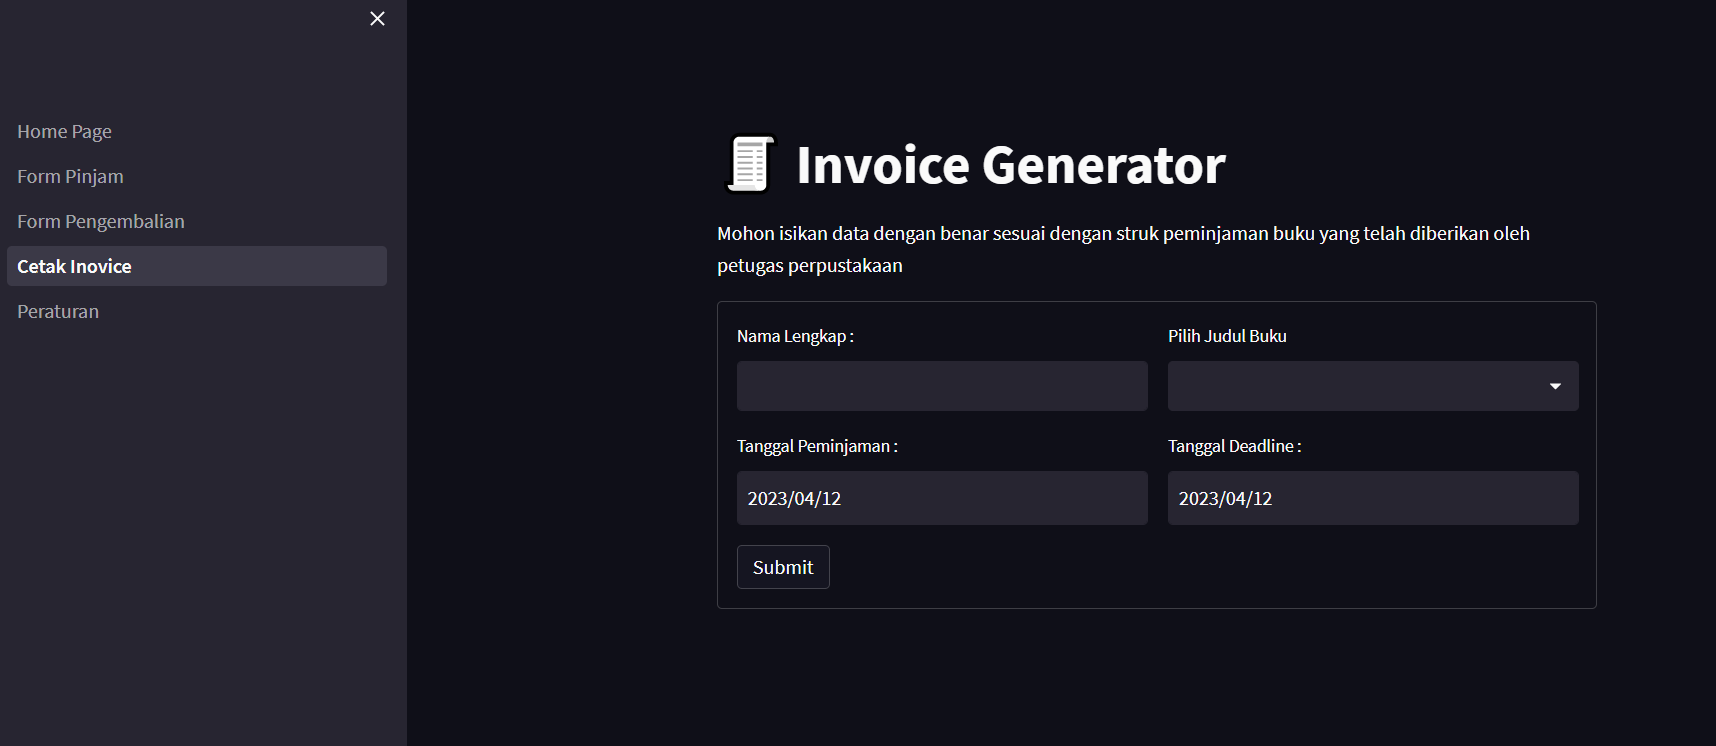 Home Page
Form Pinjam
Form Pengembalian
Cetak Inovice
Peraturan
Invoice Generator
Mohon isikan data dengan benar sesuai dengan struk peminjaman buku yang telah diberikan oleh
petugas perpustakaan
Nama Lengkap :
Pilih Judul Buku
Tanggal Peminjaman :
Tanggal Deadline :
2023/04/12
2023/04/12
Submit